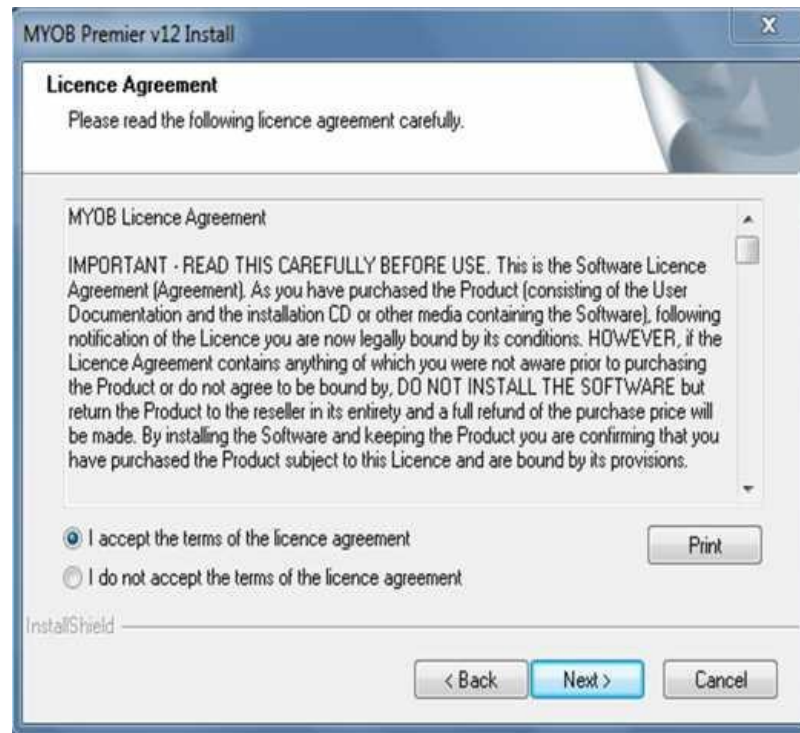 MYOB Premier v12 Install
Licence Agreement
Please read the following licence agreement carefully.
MYOB Licence Agreement
IMPORTANT - READ THIS CAREFULLY BEFORE USE. This is the Software Licence
Agreement (Agreement). As you have purchased the Product (consisting of the User
Documentation and the installation CD or other media containing the Software), following
notification of the Licence you are now legally bound by its conditions. HOWEVER, if the
Licence Agreement contains anything of which you were not aware prior to purchasing
the Product or do not agree to be bound by, DO NOT INSTALL THE SOFTWARE but
return the Product to the reseller in its entirety and a full refund of the purchase price will
be made. By installing the Software and keeping the Product you are confirming that you
have purchased the Product subject to this Licence and are bound by its provisions.
I accept the terms of the licence agreement
Print
I do not accept the terms of the licence agreement
InstallShield
< Back Next > Cancel